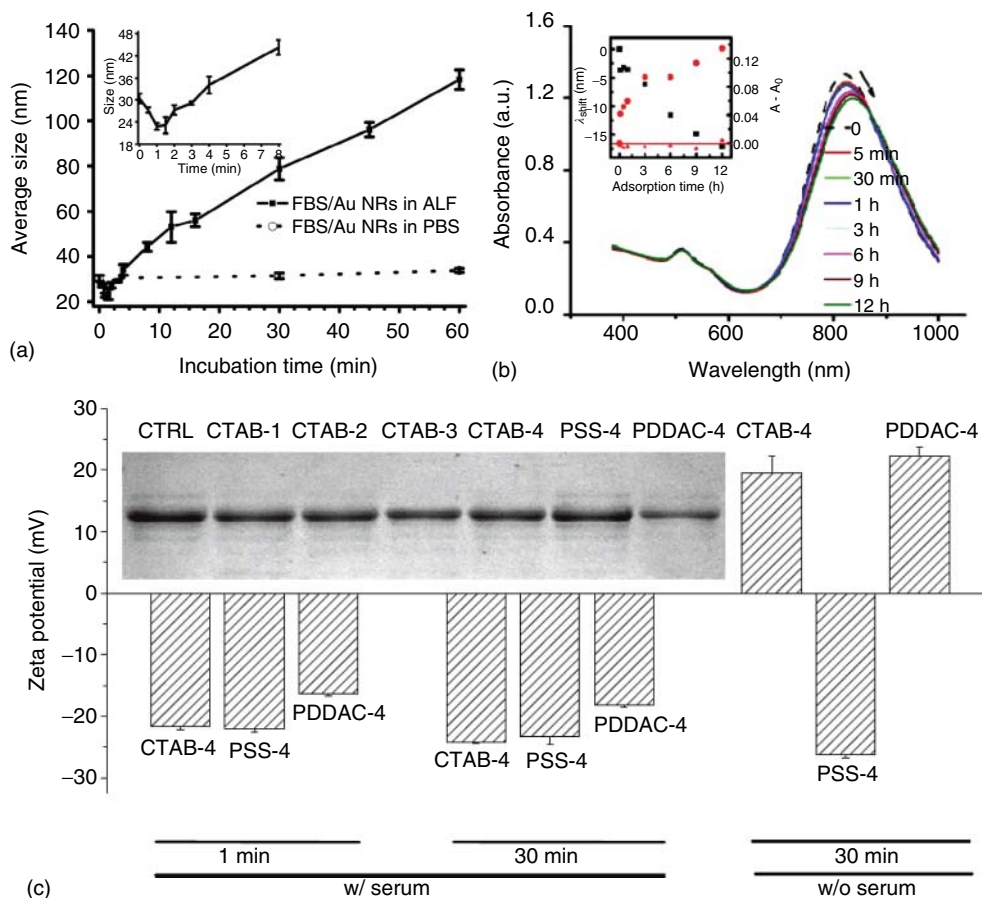 140
120
100
80
60
40
20
Average size (nm)
0 10 20 30 40 50 60
Incubation time (min)
(a)
48
42
36
30
24
18
Size (nm)
0 1 2 3 4 8
Time (min)
FBS/Au NRs in ALF
FBS/Au NRs in PBS
1.6
1.2
0.8
0.4
0.0
Absorbance (a.u.)
400 600 800 1000
Wavelength (nm)
(b)
0
−5
−10
−15
λshift (nm)
0.12
0.08
0.04
0.00
A - A0
0 3 6 9 12
Adsorption time (h)
0
5 min
30 min
1 h
3 h
6 h
9 h
12 h
30
20
10
0
−10
−20
−30
Zeta potential (mV)
CTRL CTAB-1 CTAB-2 CTAB-3 CTAB-4 PSS-4 PDDAC-4 CTAB-4 PDDAC-4
CTAB-4 PSS-4 PDDAC-4 CTAB-4 PSS-4 PDDAC-4 PSS-4
1 min 30 min 30 min
w/ serum w/o serum
(c)